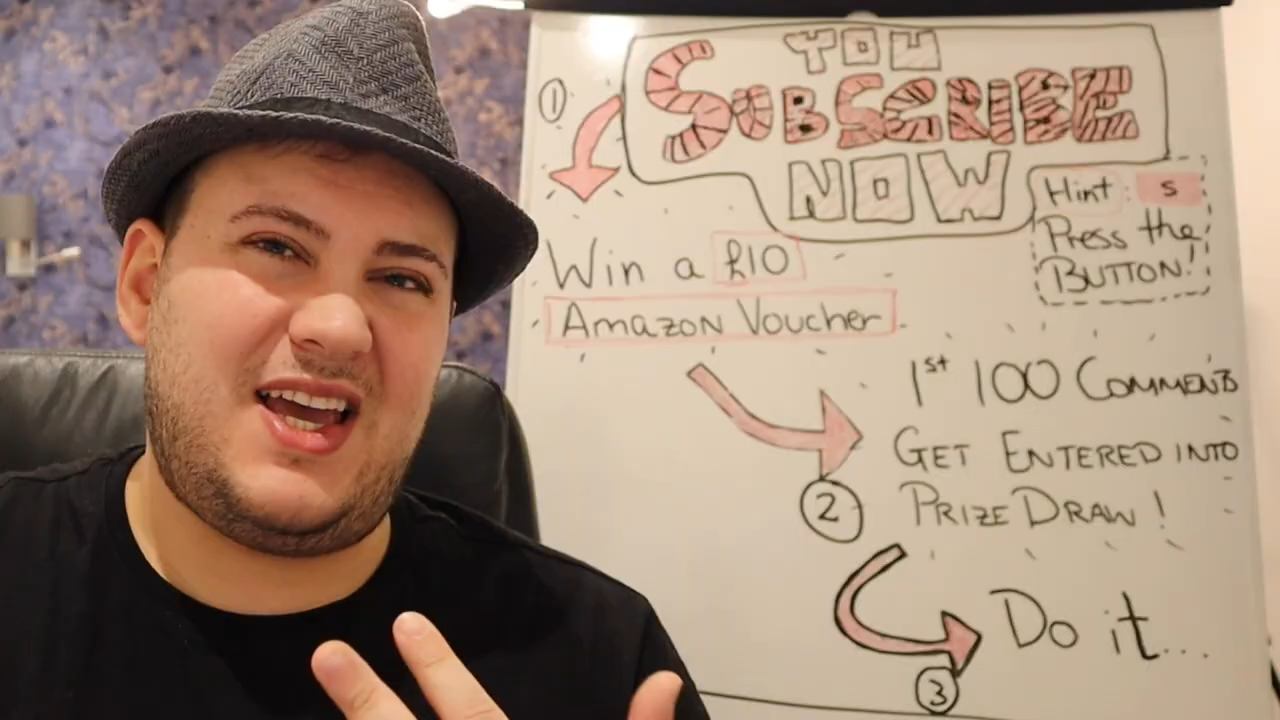 YOU
SUBSCRIBE
NOW
1
Hint: S
Press the
BUTTON!
Win a £10
Amazon Voucher
1st 100 COMMENTS
GET ENTERED INTO
PRIZE DRAW!
2
Do it...
3